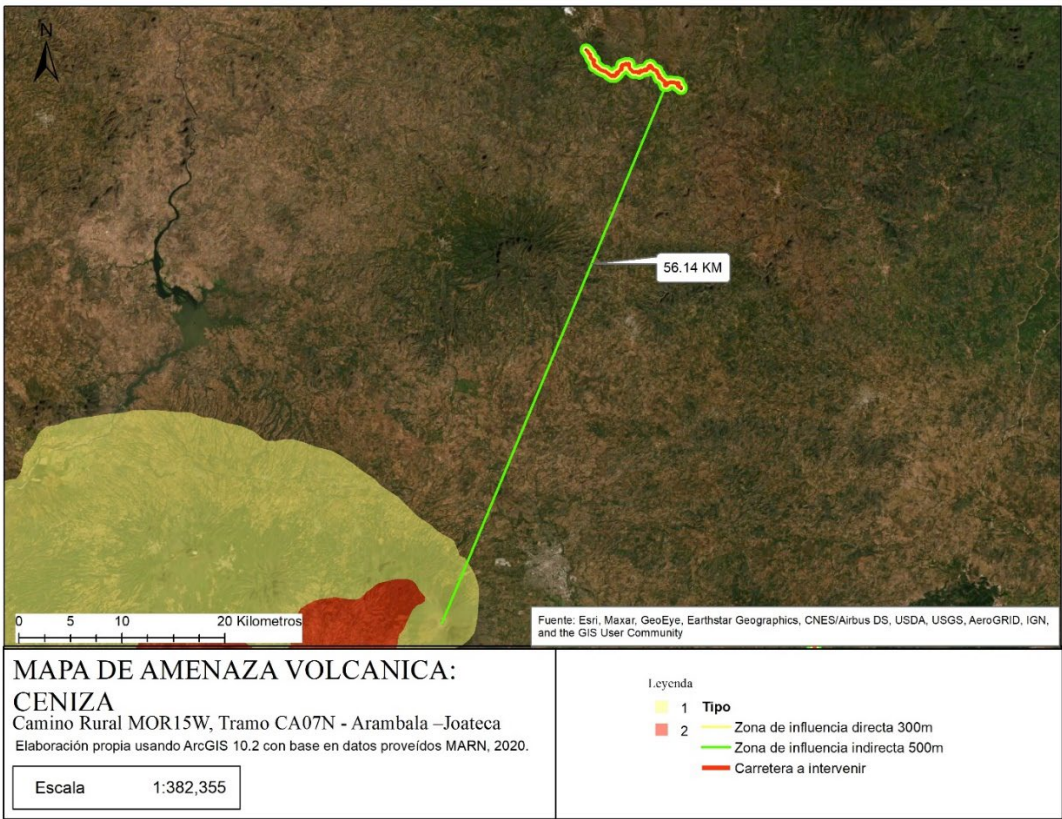 N
56.14 KM
0 5 10 20 Kilometros
Fuente: Esri, Maxar, GeoEye, Earthstar Geographics, CNES/Airbus DS, USDA, USGS, AeroGRID, IGN,
and the GIS User Community
MAPA DE AMENAZA VOLCANICA:
CENIZA
Camino Rural MOR15W, Tramo CA07N - Arambala –Joateca
Elaboración propia usando ArcGIS 10.2 con base en datos proveídos MARN, 2020.
Escala 1:382,355
Leyenda
1 Tipo
Zona de influencia directa 300m
2 Zona de influencia indirecta 500m
Carretera a intervenir